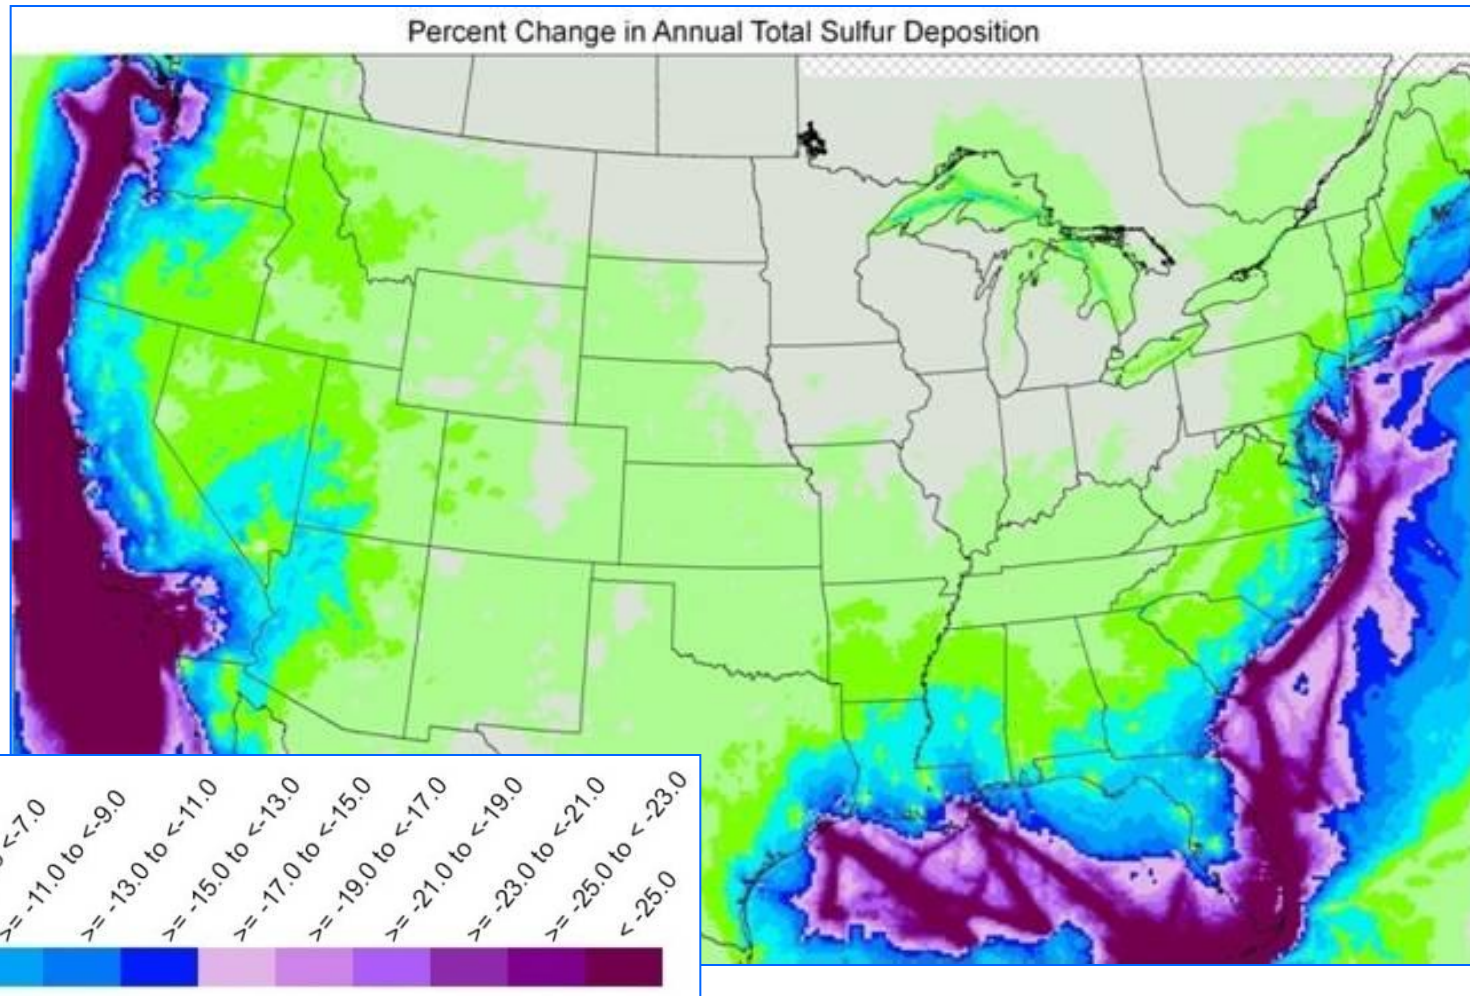 Percent Change in Annual Total Sulfur Deposition
<-7.0
>= -11.0 to <-9.0
>= -13.0 to <-11.0
>= -15.0 to <-13.0
>= -17.0 to <-15.0
>= -19.0 to <-17.0
>= -21.0 to <-19.0
>= -23.0 to <-21.0
>= -25.0 to < -23.0
< -25.0